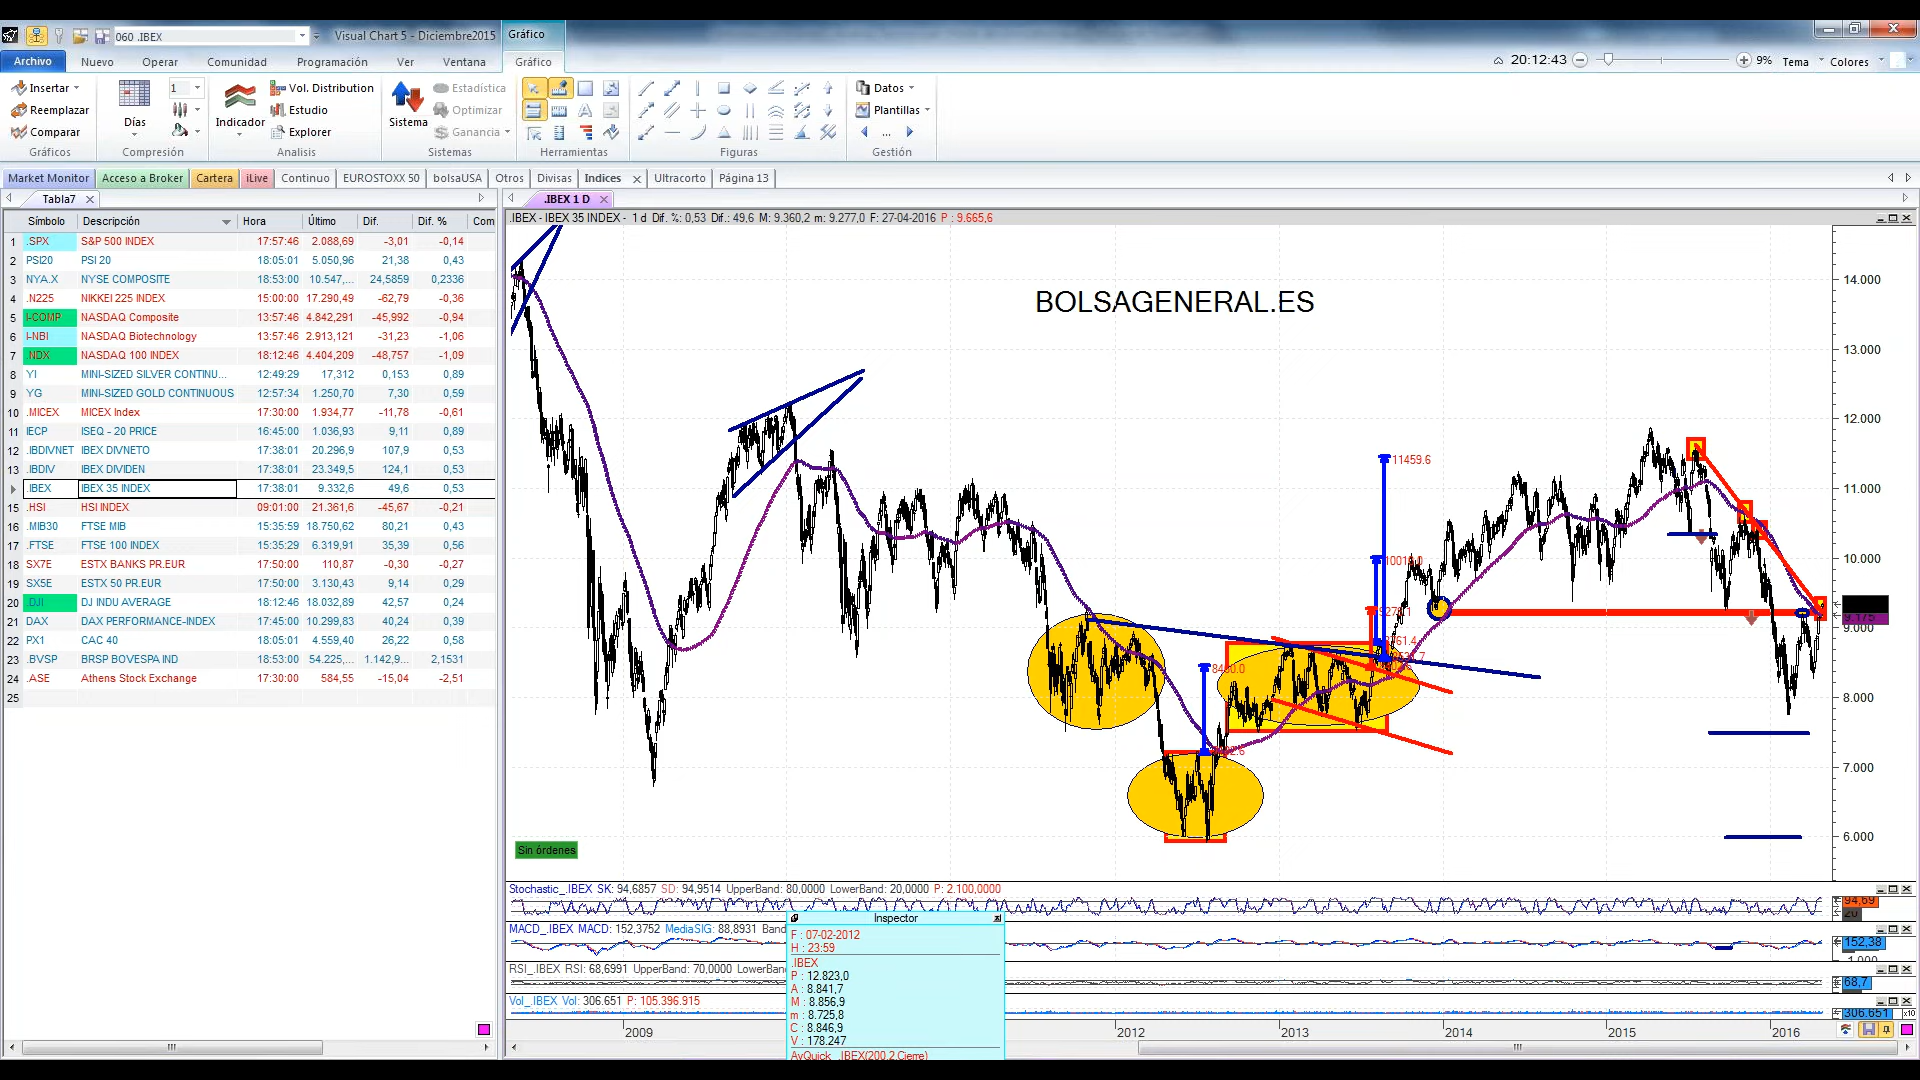 060 .IBEX
Visual Chart 5 - Diciembre2015
Gráfico
Archivo Nuevo Operar Comunidad Programación Ver Ventana Gráfico
20:12:43 9% Tema Colores
Insertar
Reemplazar
Comparar
Gráficos
Días
1
Compresión
Indicador
Vol. Distribution
Estudio
Explorer
Analisis
Sistema
Estadística
Optimizar
Ganancia
Sistemas
Herramientas
Figuras
Datos
Plantillas
...
Gestión
Market Monitor Acceso a Broker Cartera iLive Continuo EUROSTOXX 50 bolsaUSA Otros Divisas Indices Ultracorto Página 13
Tabla7
Símbolo Descripción Hora Último Dif. Dif. % Com
1 .SPX S&P 500 INDEX 17:57:46 2.088,69 -3,01 -0,14
2 PSI20 PSI 20 18:05:01 5.050,96 21,38 0,43
3 NYA.X NYSE COMPOSITE 18:53:00 10.547,... 24,5859 0,2336
4 .N225 NIKKEI 225 INDEX 15:00:00 17.290,49 -62,79 -0,36
5 I-COMP NASDAQ Composite 13:57:46 4.842,291 -45,992 -0,94
6 I-NBI NASDAQ Biotechnology 13:57:46 2.913,121 -31,23 -1,06
7 .NDX NASDAQ 100 INDEX 18:12:46 4.404,209 -48,757 -1,09
8 YI MINI-SIZED SILVER CONTINU... 12:49:29 17,312 0,153 0,89
9 YG MINI-SIZED GOLD CONTINUOUS 12:57:34 1.250,70 7,30 0,59
10 .MICEX MICEX Index 17:30:00 1.934,77 -11,78 -0,61
11 IECP ISEQ - 20 PRICE 16:45:00 1.036,93 9,11 0,89
12 .IBDIVNET IBEX DIVNETO 17:38:01 20.296,9 107,9 0,53
13 .IBDIV IBEX DIVIDEN 17:38:01 23.349,5 124,1 0,53
.IBEX IBEX 35 INDEX 17:38:01 9.332,6 49,6 0,53
15 .HSI HSI INDEX 09:01:00 21.361,6 -45,67 -0,21
16 .MIB30 FTSE MIB 15:35:59 18.750,62 80,21 0,43
17 .FTSE FTSE 100 INDEX 15:35:29 6.319,91 35,39 0,56
18 SX7E ESTX BANKS PR.EUR 17:50:00 110,87 -0,30 -0,27
19 SX5E ESTX 50 PR.EUR 17:50:00 3.130,43 9,14 0,29
20 .DJI DJ INDU AVERAGE 18:12:46 18.032,89 42,57 0,24
21 DAX DAX PERFORMANCE-INDEX 17:45:00 10.299,83 40,24 0,39
22 PX1 CAC 40 18:05:01 4.559,40 26,22 0,58
23 .BVSP BRSP BOVESPA IND 18:53:00 54.225,... 1.142,9... 2,1531
24 .ASE Athens Stock Exchange 17:30:00 584,55 -15,04 -2,51
25
.IBEX 1 D
.IBEX - IBEX 35 INDEX - 1 d Dif. %: 0,53 Dif.: 49,6 M: 9.360,2 m: 9.277,0 F: 27-04-2016 P : 9.665,6
BOLSAGENERAL.ES
14.000
13.000
12.000
11.000
10.000
9.000
8.000
7.000
6.000
9.175
11459.6
Sin órdenes
Stochastic_.IBEX SK: 94,6857 SD: 94,9514 UpperBand: 80,0000 LowerBand: 20,0000 P: 2.100,0000
94,69
20
MACD_.IBEX MACD: 152,3752 MediaSIG: 88,8931 Band
152,38
RSI_.IBEX RSI: 68,6991 UpperBand: 70,0000 LowerBand
68,7
Vol_.IBEX Vol: 306.651 P: 105.396.915
306.651 x10
2009 2012 2013 2014 2015 2016
Inspector
F : 07-02-2012
H : 23:59
.IBEX
P : 12.823,0
A : 8.841,7
M : 8.856,9
m : 8.725,8
C : 8.846,9
V : 178.247
AvQuick_.IBEX(200,2,Cierre)